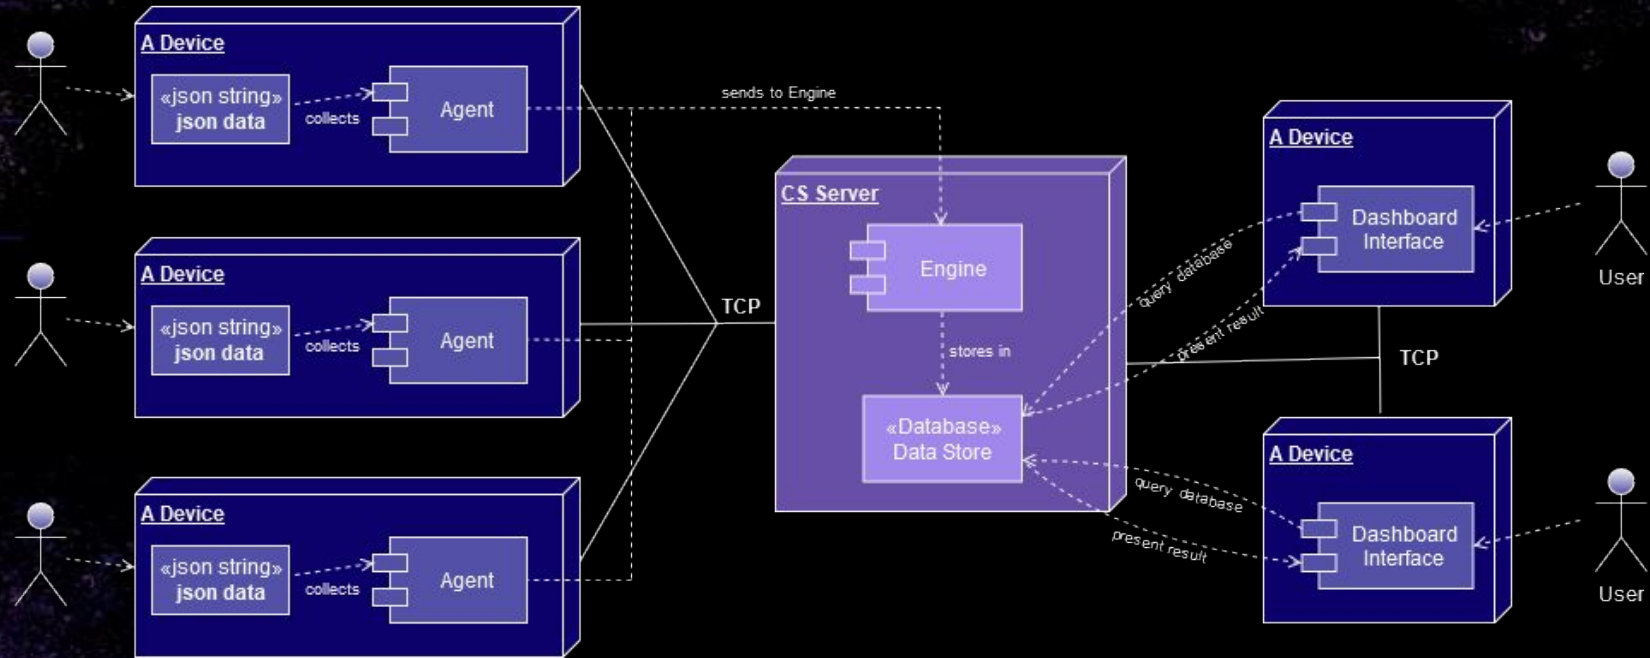 A Device
«json string»
json data
collects
Agent
sends to Engine
A Device
«json string»
json data
collects
Agent
A Device
«json string»
json data
collects
Agent
TCP
CS Server
Engine
stores in
«Database»
Data Store
query database
present result
query database
present result
A Device
Dashboard
Interface
User
TCP
A Device
Dashboard
Interface
User